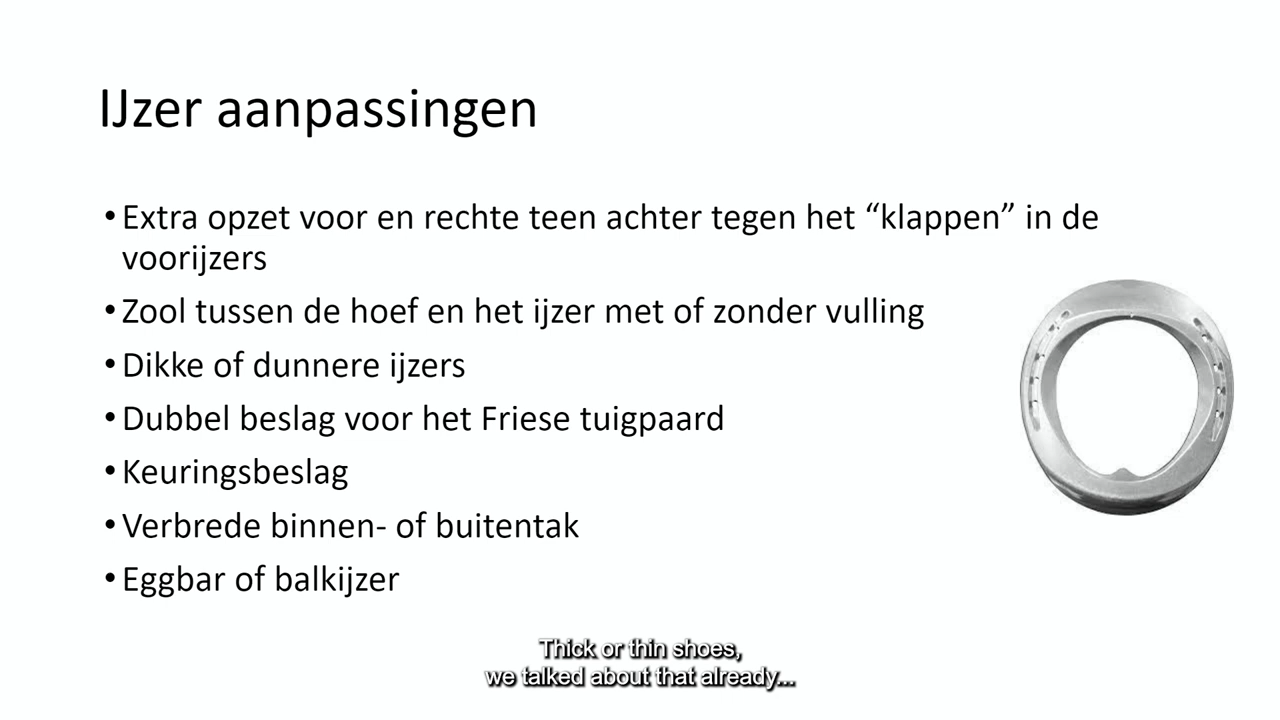 IJzer aanpassingen
• Extra opzet voor en rechte teen achter tegen het “klappen” in de
voorijzers
• Zool tussen de hoef en het ijzer met of zonder vulling
• Dikke of dunnere ijzers
• Dubbel beslag voor het Friese tuigpaard
• Keuringsbeslag
• Verbrede binnen- of buitentak
• Eggbar of balkijzer
Thick or thin shoes,
we talked about that already...